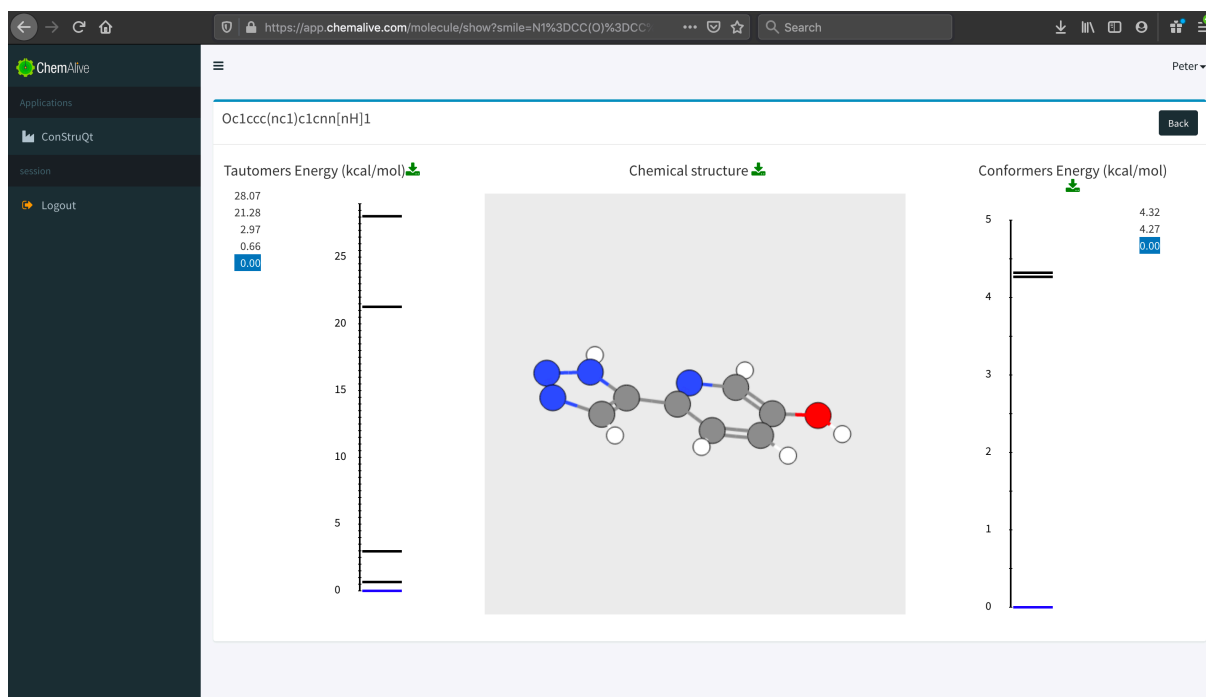 https://app.chemalive.com/molecule/show?smile=N1%3DCC(O)%3DCC%
Search
ChemAlive
Peter
Applications
ConStruQt
session
Logout
Oc1ccc(nc1)c1cnn[nH]1
Back
Tautomers Energy (kcal/mol)
28.07
21.28
2.97
0.66
0.00
25
20
15
10
5
0
Chemical structure
Conformers Energy (kcal/mol)
4.32
4.27
0.00
5
4
3
2
1
0